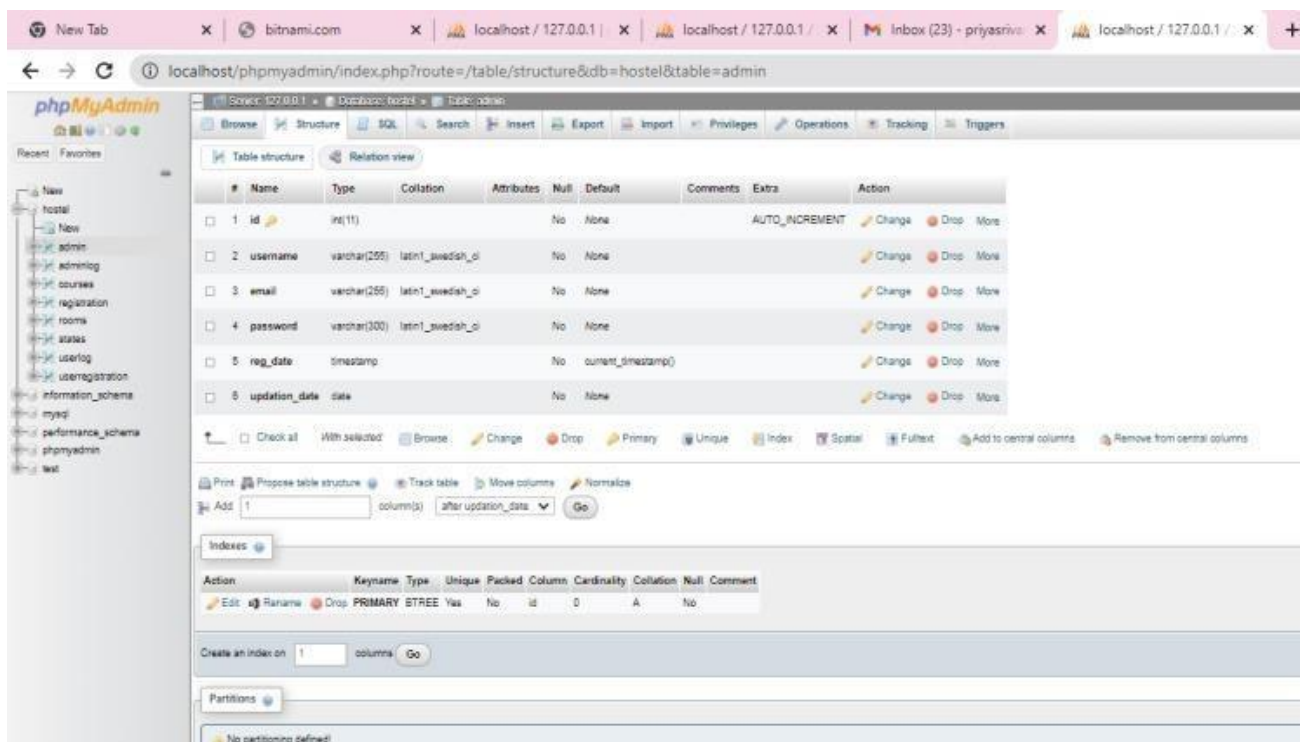 New Tab bitnami.com localhost / 127.0.0.1 | localhost / 127.0.0.1 / Inbox (23) - priyasriva localhost / 127.0.0.1 /
localhost/phpmyadmin/index.php?route=/table/structure&db=hostel&table=admin
phpMyAdmin
Recent Favorites
New
hostel
New
admin
adminlog
courses
registration
rooms
states
userlog
userregistration
information_schema
mysql
performance_schema
phpmyadmin
test
Server: 127.0.0.1 » Database: hostel » Table: admin
Browse Structure SQL Search Insert Export Import Privileges Operations Tracking Triggers
Table structure Relation view
# Name Type Collation Attributes Null Default Comments Extra Action
1 id int(11) No None AUTO_INCREMENT Change Drop More
2 username varchar(255) latin1_swedish_ci No None Change Drop More
3 email varchar(255) latin1_swedish_ci No None Change Drop More
4 password varchar(300) latin1_swedish_ci No None Change Drop More
5 reg_date timestamp No current_timestamp() Change Drop More
6 updation_date date No None Change Drop More
Check all With selected: Browse Change Drop Primary Unique Index Spatial Fulltext Add to central columns Remove from central columns
Print Propose table structure Track table Move columns Normalize
Add 1 column(s) after updation_date Go
Indexes
Action Keyname Type Unique Packed Column Cardinality Collation Null Comment
Edit Rename Drop PRIMARY BTREE Yes No id 0 A No
Create an index on 1 columns Go
Partitions
No partitioning defined!